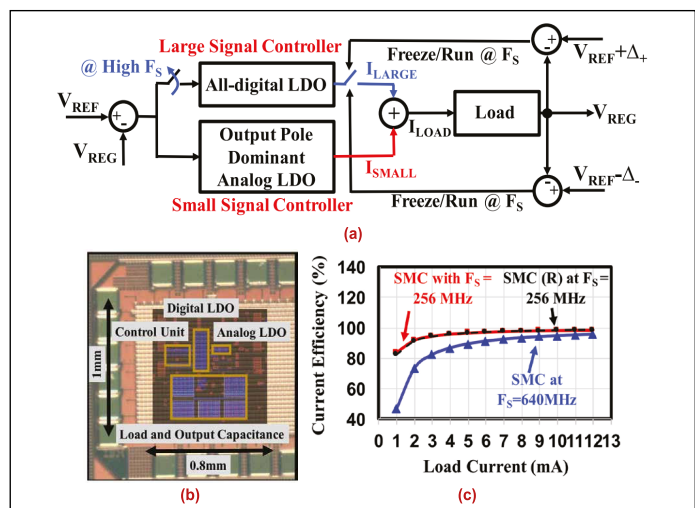 Large Signal Controller
@ High FS
All-digital LDO
Freeze/Run @ FS
VREF+Δ+
ILARGE
VREF
VREG
Output Pole
Dominant
Analog LDO
ISMALL
ILOAD
Load
VREG
Small Signal Controller
Freeze/Run @ FS
VREF-Δ-
(a)
Digital LDO
Control Unit
Analog LDO
1mm
Load and Output Capacitance
0.8mm
(b)
Current Efficiency (%)
140
120
100
80
60
40
SMC with FS =
256 MHz
SMC (R) at FS=
256 MHz
SMC at
FS=640MHz
0 1 2 3 4 5 6 7 8 9 10 11 12 13
Load Current (mA)
(c)